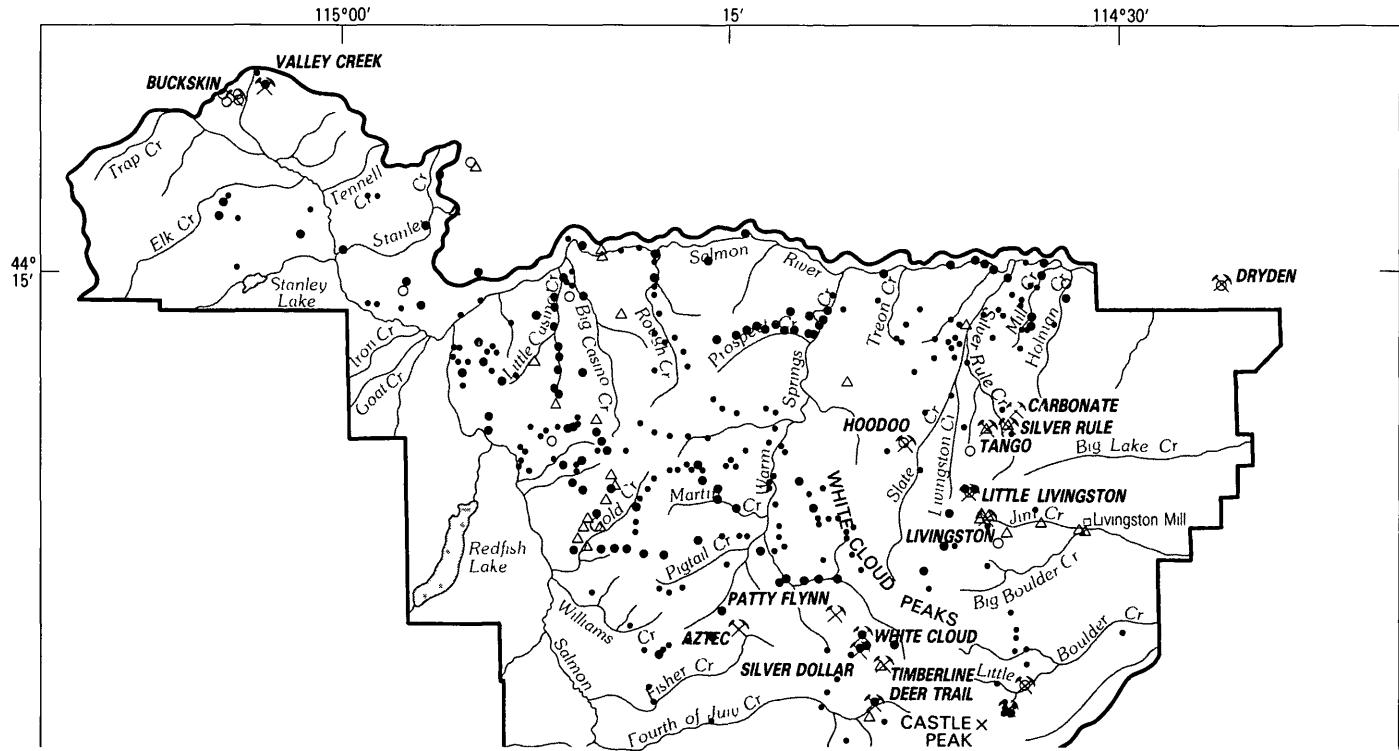 115°00'
15'
114°30'
VALLEY CREEK
BUCKSKIN
Trap Cr
Tennell
Cr
Cr
Elk Cr
Stanley
Stanley
Lake
44°
15'
Salmon
River
DRYDEN
Iron Cr
Goat Cr
Little Casino Cr
Big Casino Cr
Rough Cr
Prospect Cr
Treon Cr
Mill Cr
Holman Cr
Silver Rule Cr
Springs
CARBONATE
SILVER RULE
HOODOO
TANGO
Big Lake Cr
Slate Cr
Livingston Cr
Warm
Martin
Cr
Gold Cr
WHITE CLOUD
PEAKS
LITTLE LIVINGSTON
Jim Cr
Livingston Mill
LIVINGSTON
Redfish
Lake
Pigtail Cr
Big Boulder Cr
PATTY FLYNN
Williams
Cr
AZTEC
WHITE CLOUD
Boulder Cr
Little
Salmon
Fisher Cr
SILVER DOLLAR
TIMBERLINE
DEER TRAIL
Fourth of July Cr
CASTLE ×
PEAK